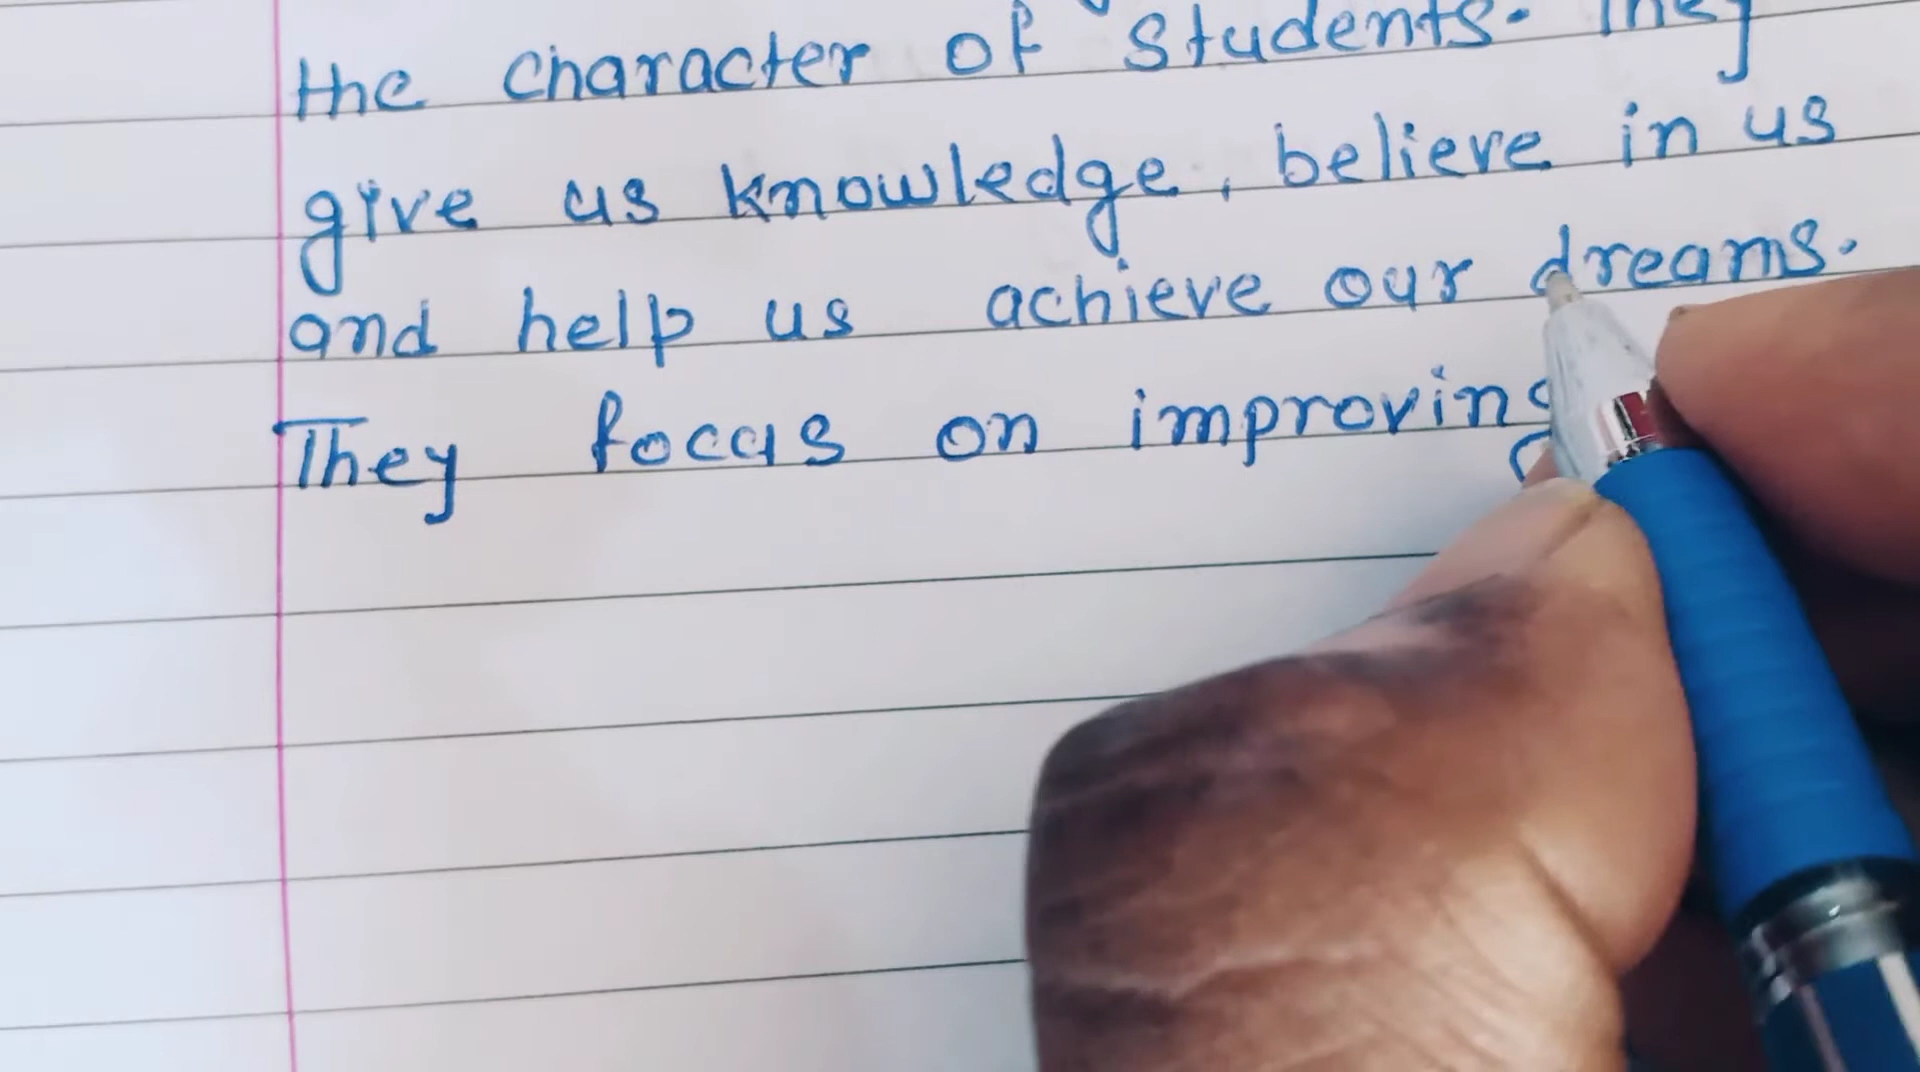 the character of students. They
give us knowledge, believe in us
and help us achieve our dreams.
They focus on improving